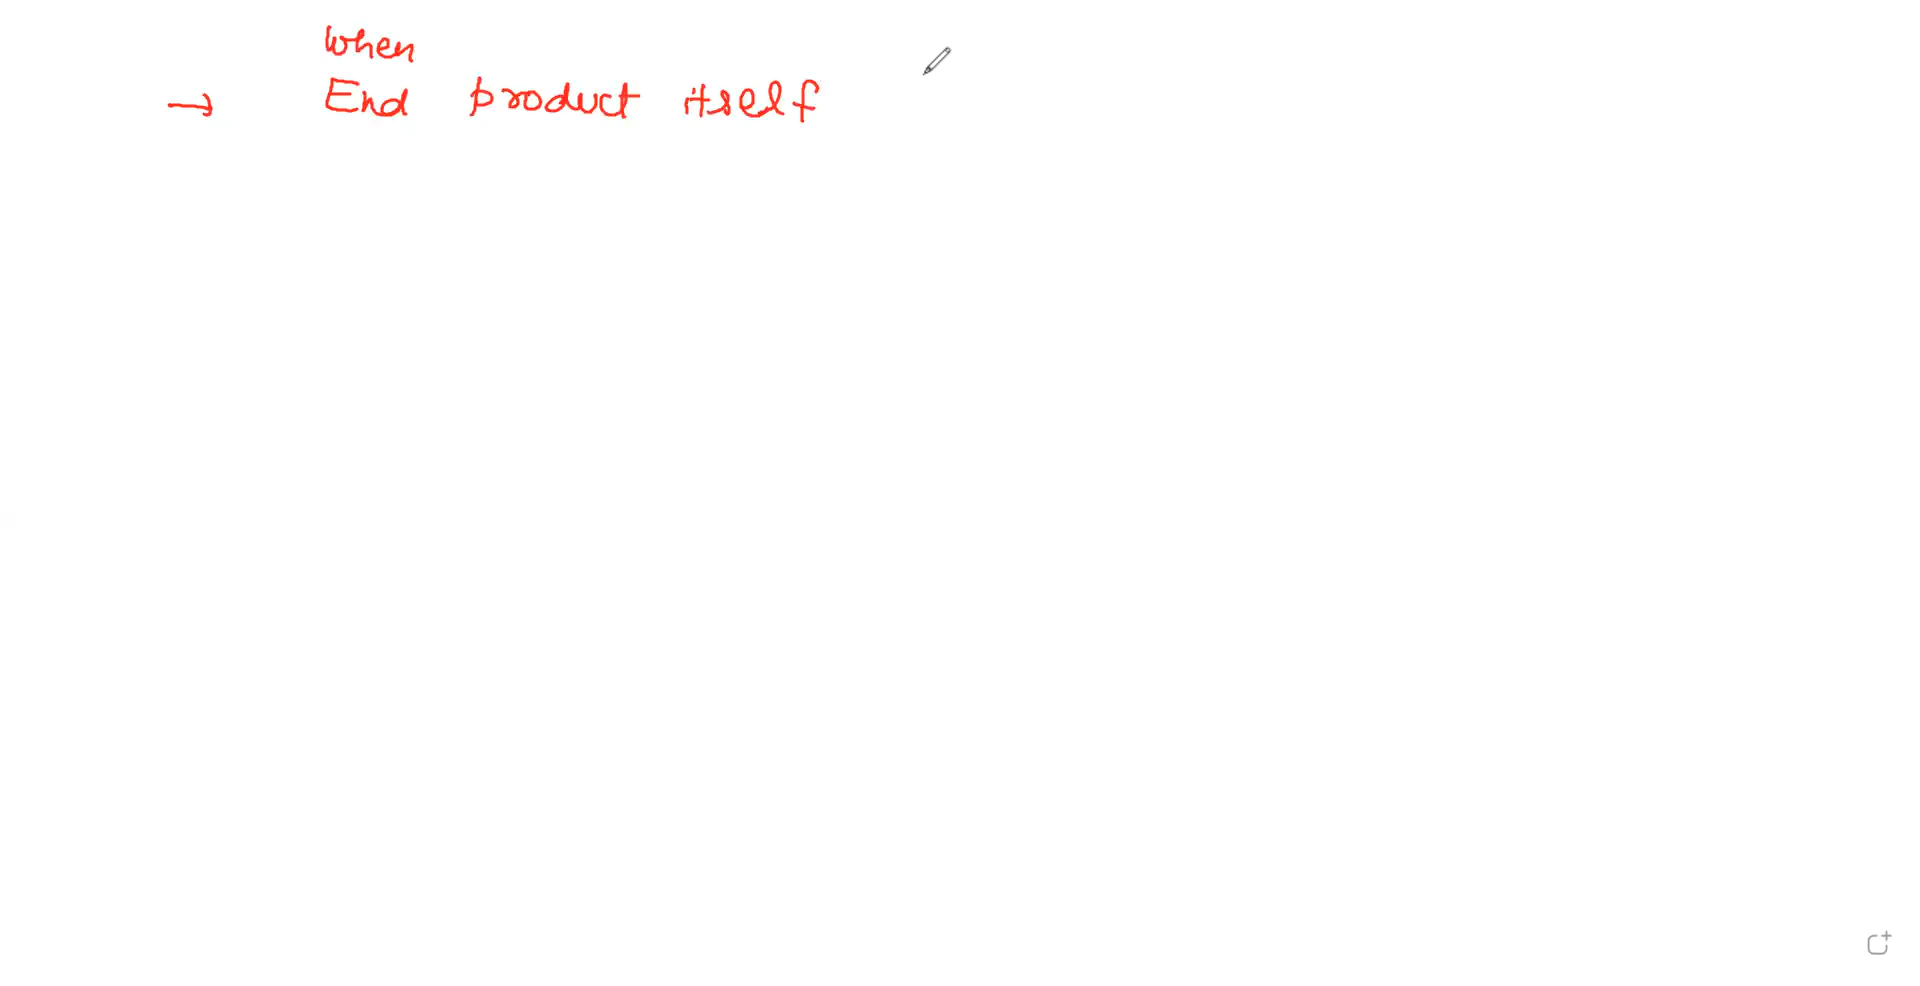 when
→ End product itself